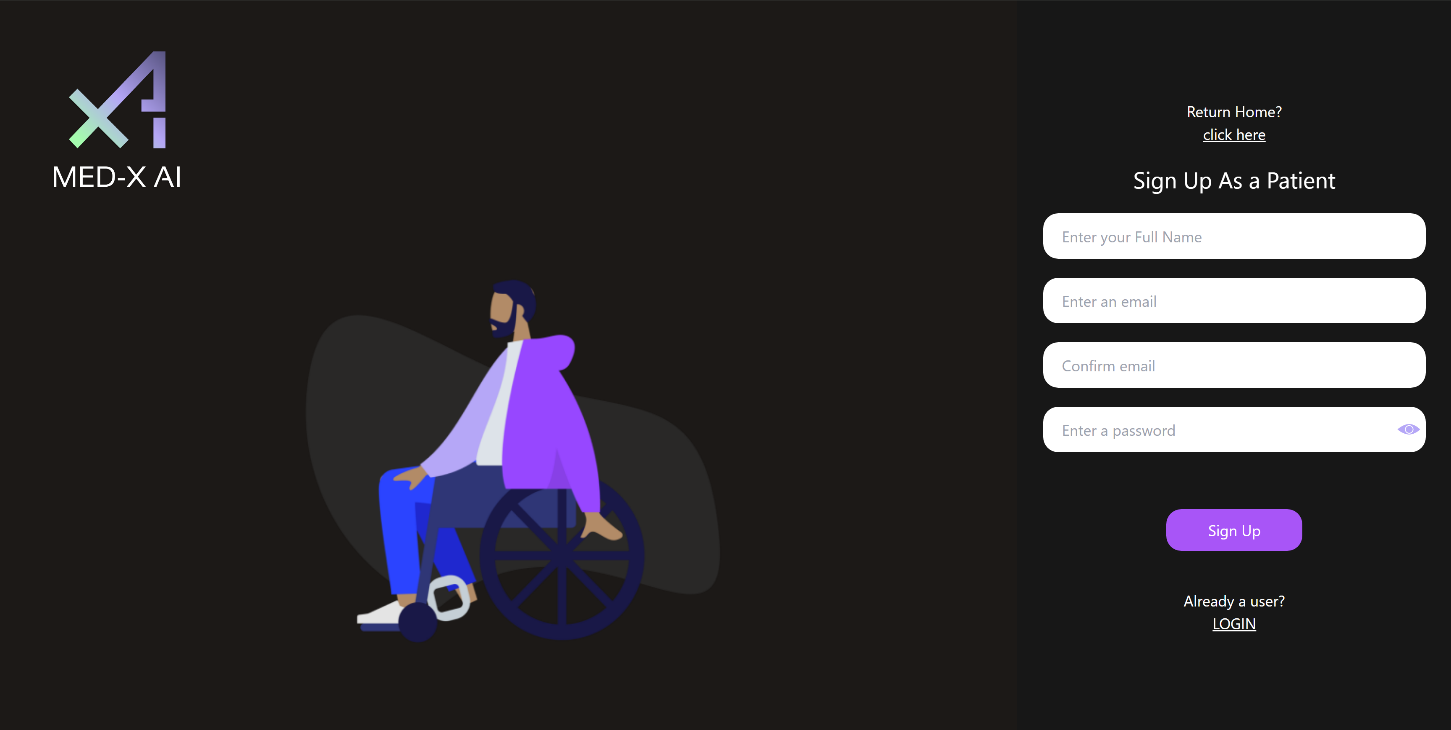 MED-X AI
Return Home?
click here
Sign Up As a Patient
Enter your Full Name
Enter an email
Confirm email
Enter a password
Sign Up
Already a user?
LOGIN